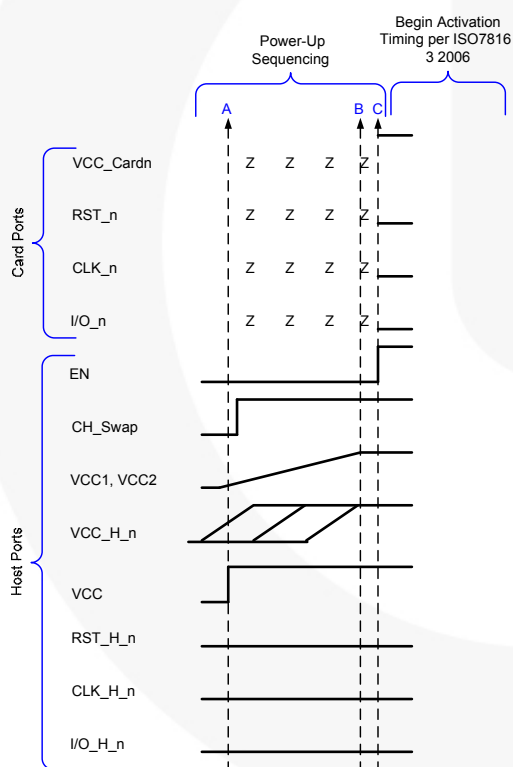 Power-Up
Sequencing
Begin Activation
Timing per ISO7816
3 2006
A
B
C
Card Ports
VCC_Cardn
Z Z Z Z
RST_n
Z Z Z Z
CLK_n
Z Z Z Z
I/O_n
Z Z Z Z
Host Ports
EN
CH_Swap
VCC1, VCC2
VCC_H_n
VCC
RST_H_n
CLK_H_n
I/O_H_n